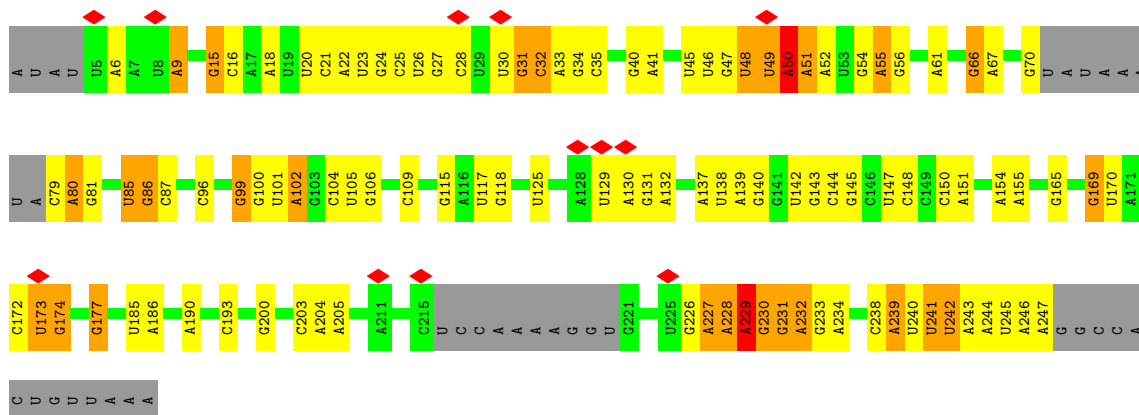 A U A U U5 A6 A7 U8 A9 G15 C16 A17 A18 U19 U20 C21 A22 U23 G24 C25 U26 G27 C28 U29 U30 G31 C32 A33 G34 C35 G40 A41 U45 U46 G47 U48 U49 A50 A51 A52 U53 G54 A55 G56 A61 G66 A67 G70 U A U A A A
U A C79 A80 G81 U85 G86 C87 C96 G99 G100 U101 A102 G103 C104 U105 G106 C109 G115 A116 U117 G118 U125 A128 U129 A130 G131 A132 A137 U138 A139 G140 G141 U142 G143 C144 G145 C146 U147 C148 C149 C150 A151 A154 A155 G165 G169 U170 A171
C172 U173 G174 G177 U185 A186 A190 C193 G200 C203 A204 A205 A211 C215 U C C A A A A G G U G221 U225 G226 A227 A228 A229 G230 G231 A232 G233 A234 C238 A239 U240 U241 U242 A243 A244 U245 A246 A247 G G C C A
C U G U U A A A